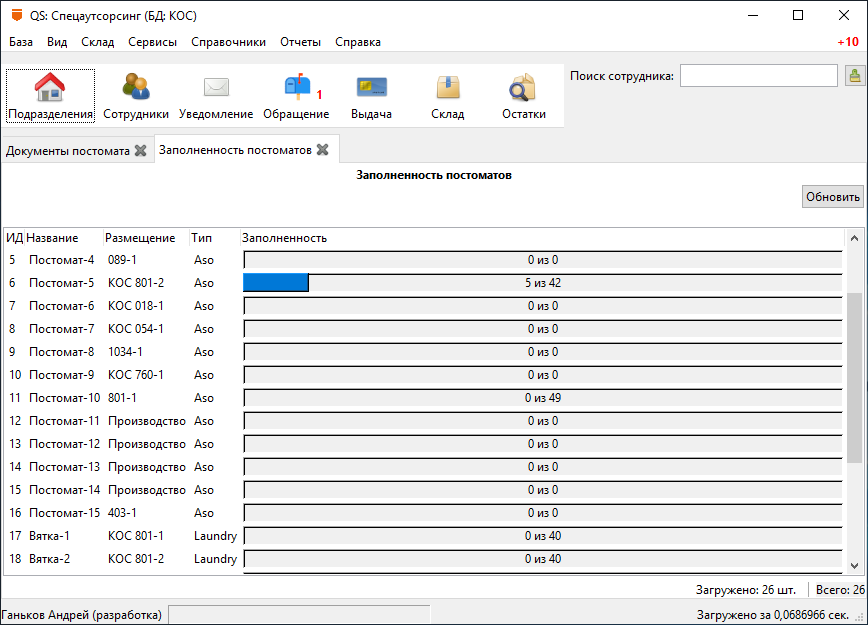 QS: Спецаутсорсинг (БД: КОС)
База Вид Склад Сервисы Справочники Отчеты Справка +10
Поиск сотрудника:
1
Подразделения Сотрудники Уведомление Обращение Выдача Склад Остатки
Документы постомата Заполненность постоматов
Заполненность постоматов
Обновить
ИД Название Размещение Тип Заполненность
5 Постомат-4 089-1 Aso 0 из 0
6 Постомат-5 КОС 801-2 Aso 5 из 42
7 Постомат-6 КОС 018-1 Aso 0 из 0
8 Постомат-7 КОС 054-1 Aso 0 из 0
9 Постомат-8 1034-1 Aso 0 из 0
10 Постомат-9 КОС 760-1 Aso 0 из 0
11 Постомат-10 801-1 Aso 0 из 49
12 Постомат-11 Производство Aso 0 из 0
13 Постомат-12 Производство Aso 0 из 0
14 Постомат-13 Производство Aso 0 из 0
15 Постомат-14 Производство Aso 0 из 0
16 Постомат-15 403-1 Aso 0 из 0
17 Вятка-1 КОС 801-1 Laundry 0 из 40
18 Вятка-2 КОС 801-2 Laundry 0 из 40
Загружено: 26 шт. Всего: 26
Ганьков Андрей (разработка) Загружено за 0,0686966 сек.